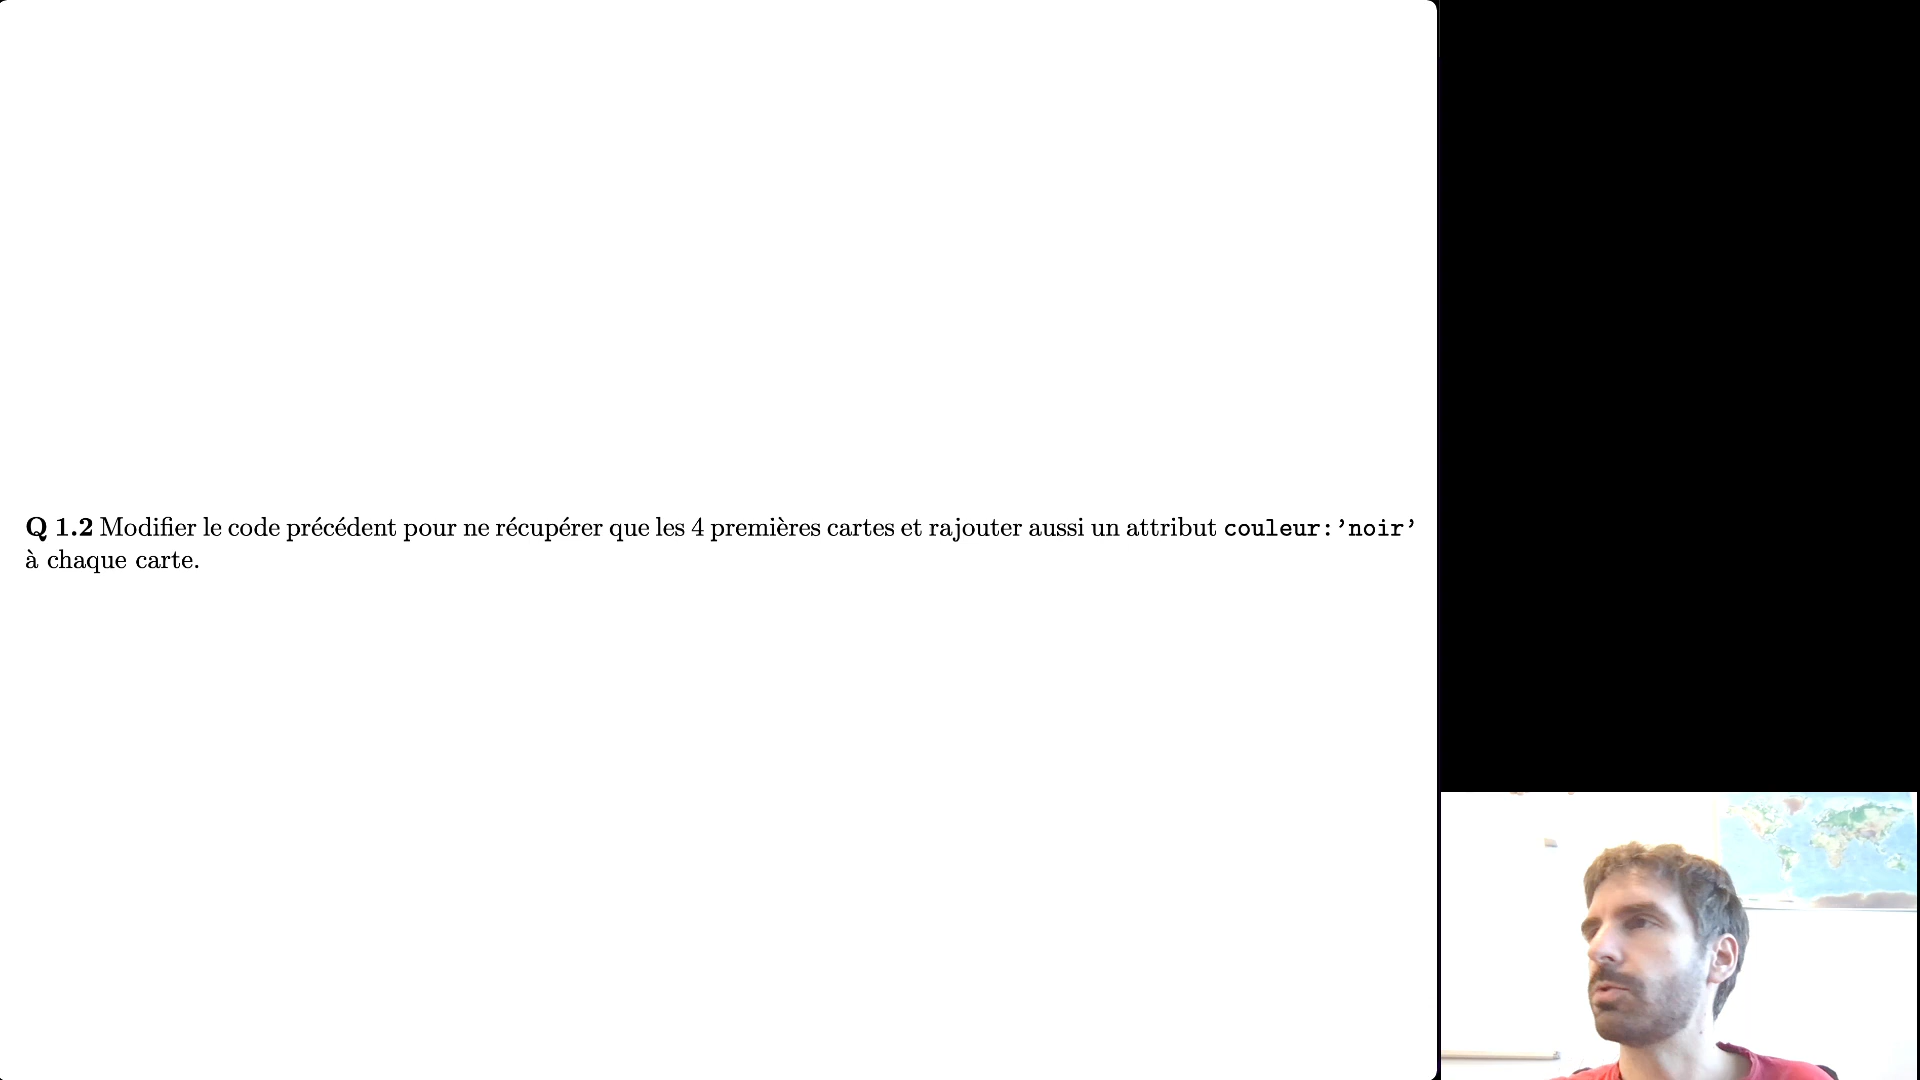 Q 1.2 Modifier le code précédent pour ne récupérer que les 4 premières cartes et rajouter aussi un attribut couleur:’noir’
à chaque carte.